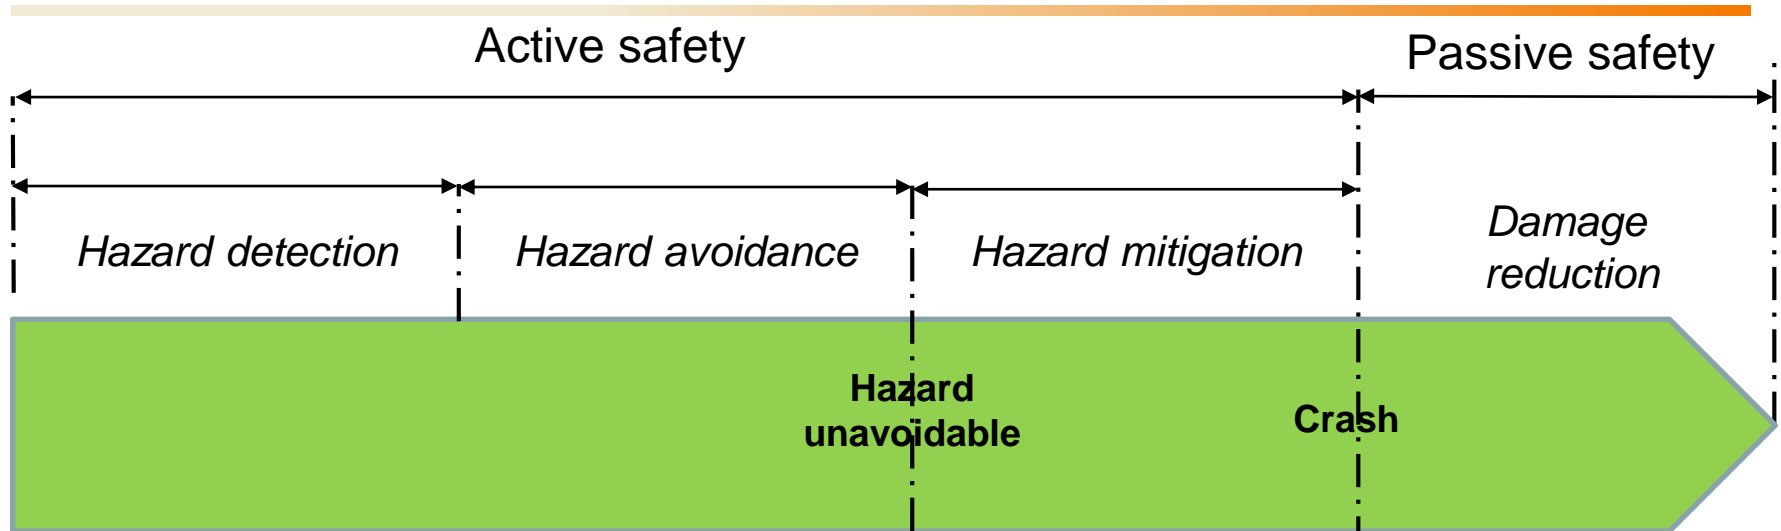 Active safety
Passive safety
Hazard detection
Hazard avoidance
Hazard mitigation
Damage
reduction
Hazard
unavoidable
Crash